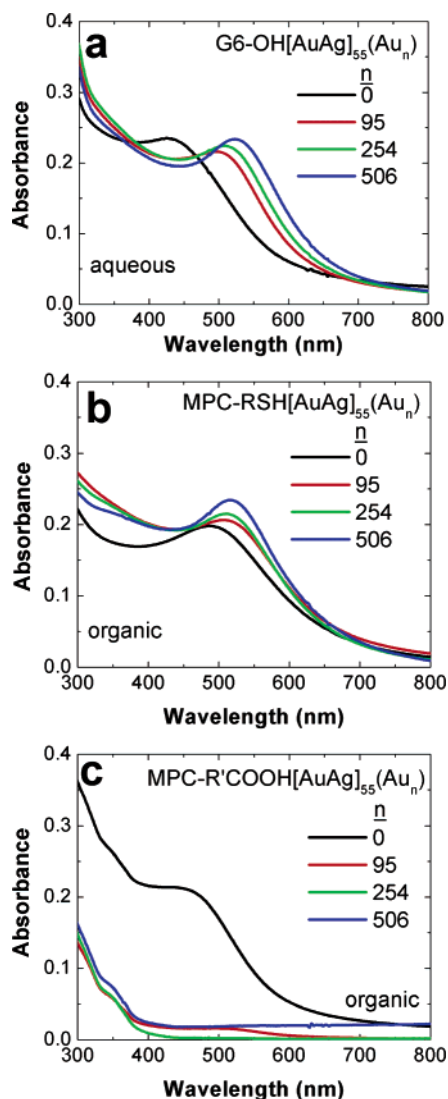 a
G6-OH[AuAg]₅₅(Auₙ)
n
0
95
254
506
aqueous
Absorbance
0.4
0.3
0.2
0.1
0.0
300 400 500 600 700 800
Wavelength (nm)
b
MPC-RSH[AuAg]₅₅(Auₙ)
n
0
95
254
506
organic
Absorbance
0.4
0.3
0.2
0.1
0.0
300 400 500 600 700 800
Wavelength (nm)
c
MPC-R'COOH[AuAg]₅₅(Auₙ)
n
0
95
254
506
organic
Absorbance
0.4
0.3
0.2
0.1
0.0
300 400 500 600 700 800
Wavelength (nm)